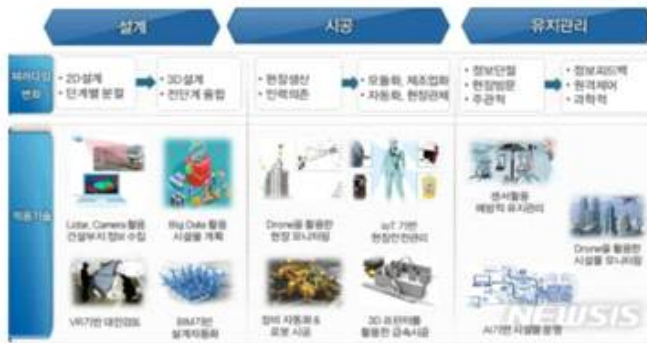 설계
시공
유지관리
패러다임
변화
• 2D설계
• 단계별 분절
• 3D설계
• 전단계 융합
• 현장생산
• 인력의존
• 모듈화, 제조업화
• 자동화, 현장관제
• 정보단절
• 현장방문
• 주관적
• 정보피드백
• 원격제어
• 과학적
적용기술
Lidar, Camera 활용
건설부지 정보 수집
Big Data 활용
시설물 계획
Drone을 활용한
현장 모니터링
IoT 기반
현장안전관리
센서활용
예방적 유지관리
Drone을 활용한
시설물 모니터링
VR기반 대안검토
BIM기반
설계자동화
장비 자동화 &
로봇 시공
3D 프린터를
활용한 급속시공
AI기반 시설물 운영
NEWSIS